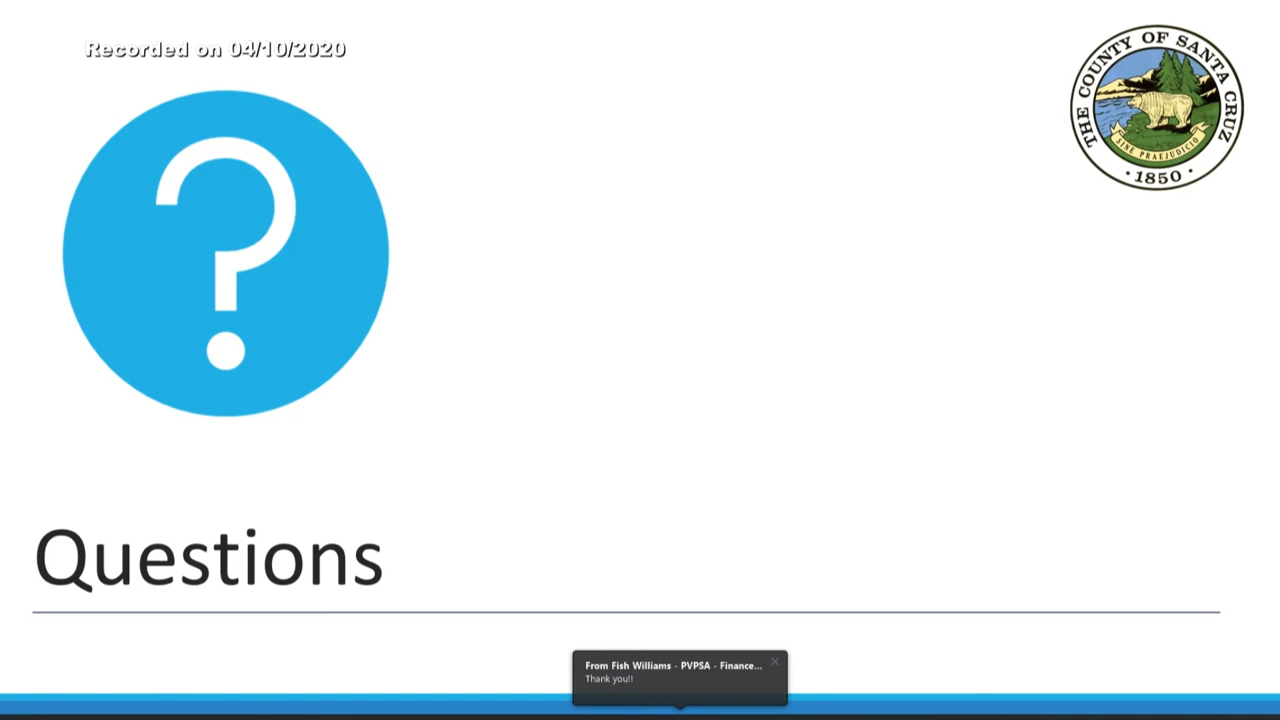 Recorded on 04/10/2020
THE COUNTY OF SANTA CRUZ
SINE PRAEJUDICIO
· 1850 ·
Questions
From Fish Williams - PVPSA - Finance...
Thank you!!